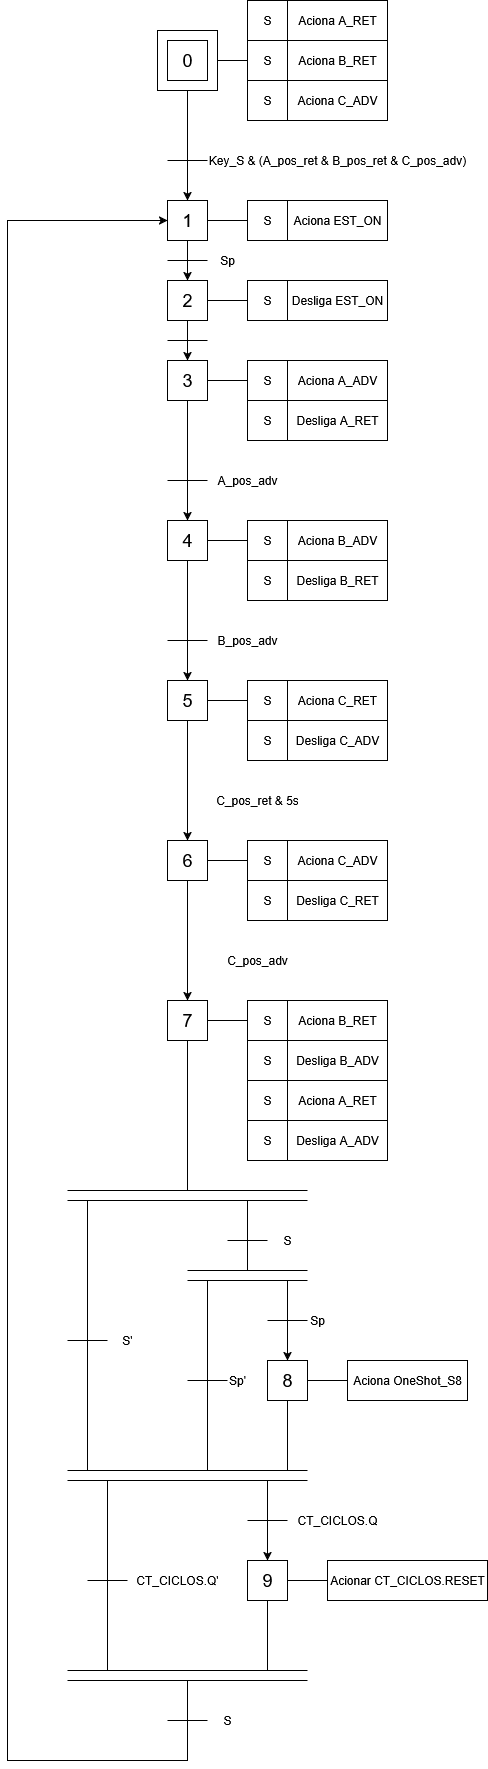 S Aciona A_RET
0 S Aciona B_RET
S Aciona C_ADV
Key_S & (A_pos_ret & B_pos_ret & C_pos_adv)
1 S Aciona EST_ON
Sp
2 S Desliga EST_ON
3 S Aciona A_ADV
S Desliga A_RET
A_pos_adv
4 S Aciona B_ADV
S Desliga B_RET
B_pos_adv
5 S Aciona C_RET
S Desliga C_ADV
C_pos_ret & 5s
6 S Aciona C_ADV
S Desliga C_RET
C_pos_adv
7 S Aciona B_RET
S Desliga B_ADV
S Aciona A_RET
S Desliga A_ADV
S
Sp
S'
Sp' 8 Aciona OneShot_S8
CT_CICLOS.Q
CT_CICLOS.Q' 9 Acionar CT_CICLOS.RESET
S